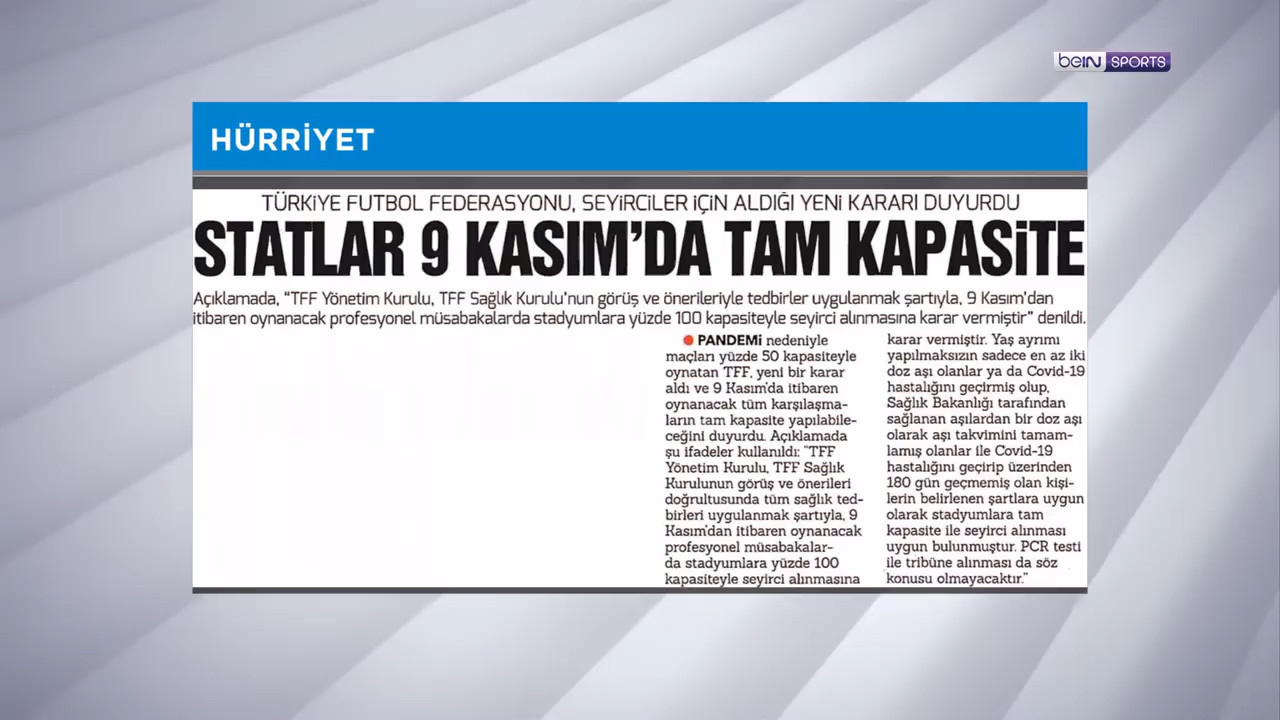 beIN SPORTS
HÜRRİYET
TÜRKİYE FUTBOL FEDERASYONU, SEYİRCİLER İÇİN ALDIĞI YENİ KARARI DUYURDU
STATLAR 9 KASIM'DA TAM KAPASİTE
Açıklamada, “TFF Yönetim Kurulu, TFF Sağlık Kurulu'nun görüş ve önerileriyle tedbirler uygulanmak şartıyla, 9 Kasım'dan
itibaren oynanacak profesyonel müsabakalarda stadyumlara yüzde 100 kapasiteyle seyirci alınmasına karar vermiştir” denildi.
PANDEMİ nedeniyle
maçları yüzde 50 kapasiteyle
oynatan TFF, yeni bir karar
aldı ve 9 Kasım'da itibaren
oynanacak tüm karşılaşma-
ların tam kapasite yapılabile-
ceğini duyurdu. Açıklamada
şu ifadeler kullanıldı: “TFF
Yönetim Kurulu, TFF Sağlık
Kurulunun görüş ve önerileri
doğrultusunda tüm sağlık ted-
birleri uygulanmak şartıyla, 9
Kasım'dan itibaren oynanacak
profesyonel müsabakalar-
da stadyumlara yüzde 100
kapasiteyle seyirci alınmasına
karar vermiştir. Yaş ayrımı
yapılmaksızın sadece en az iki
doz aşı olanlar ya da Covid-19
hastalığını geçirmiş olup,
Sağlık Bakanlığı tarafından
sağlanan aşılardan bir doz aşı
olarak aşı takvimini tamam-
lamış olanlar ile Covid-19
hastalığını geçirip üzerinden
180 gün geçmemiş olan kişi-
lerin belirlenen şartlara uygun
olarak stadyumlara tam
kapasite ile seyirci alınması
uygun bulunmuştur. PCR testi
ile tribüne alınması da söz
konusu olmayacaktır.”